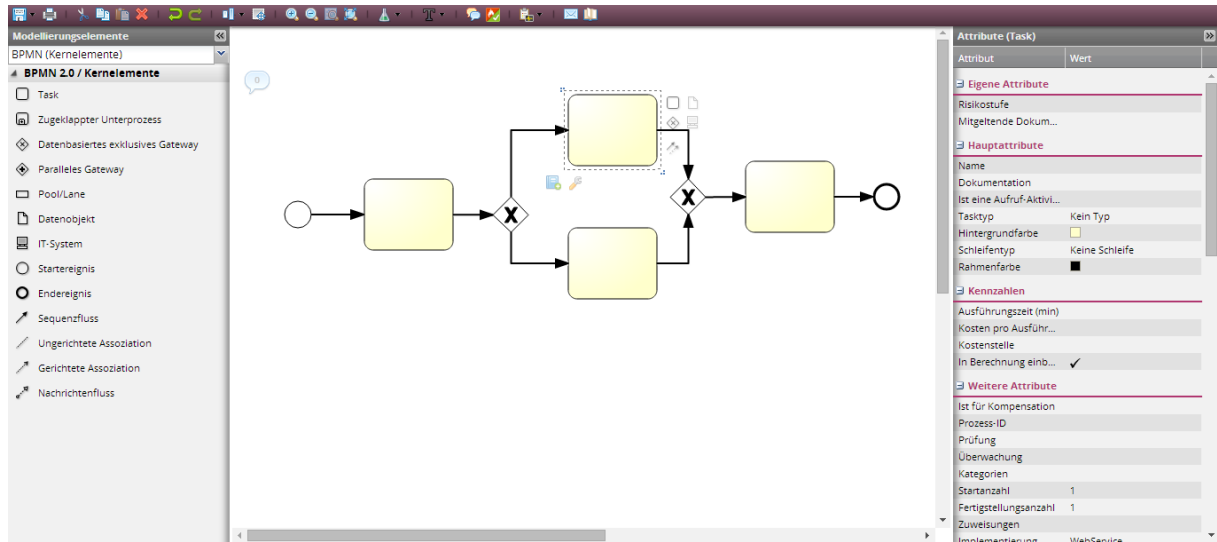 Modellierungselemente
BPMN (Kernelemente)
BPMN 2.0 / Kernelemente
Task
Zugeklappter Unterprozess
Datenbasiertes exklusives Gateway
Paralleles Gateway
Pool/Lane
Datenobjekt
IT-System
Startereignis
Endereignis
Sequenzfluss
Ungerichtete Assoziation
Gerichtete Assoziation
Nachrichtenfluss
0
X
X
Attribute (Task)
Attribut Wert
Eigene Attribute
Risikostufe
Mitgeltende Dokum...
Hauptattribute
Name
Dokumentation
Ist eine Aufruf-Aktivi...
Tasktyp Kein Typ
Hintergrundfarbe
Schleifentyp Keine Schleife
Rahmenfarbe
Kennzahlen
Ausführungszeit (min)
Kosten pro Ausführ...
Kostenstelle
In Berechnung einb...
Weitere Attribute
Ist für Kompensation
Prozess-ID
Prüfung
Überwachung
Kategorien
Startanzahl 1
Fertigstellungsanzahl 1
Zuweisungen
Implementierung WebService